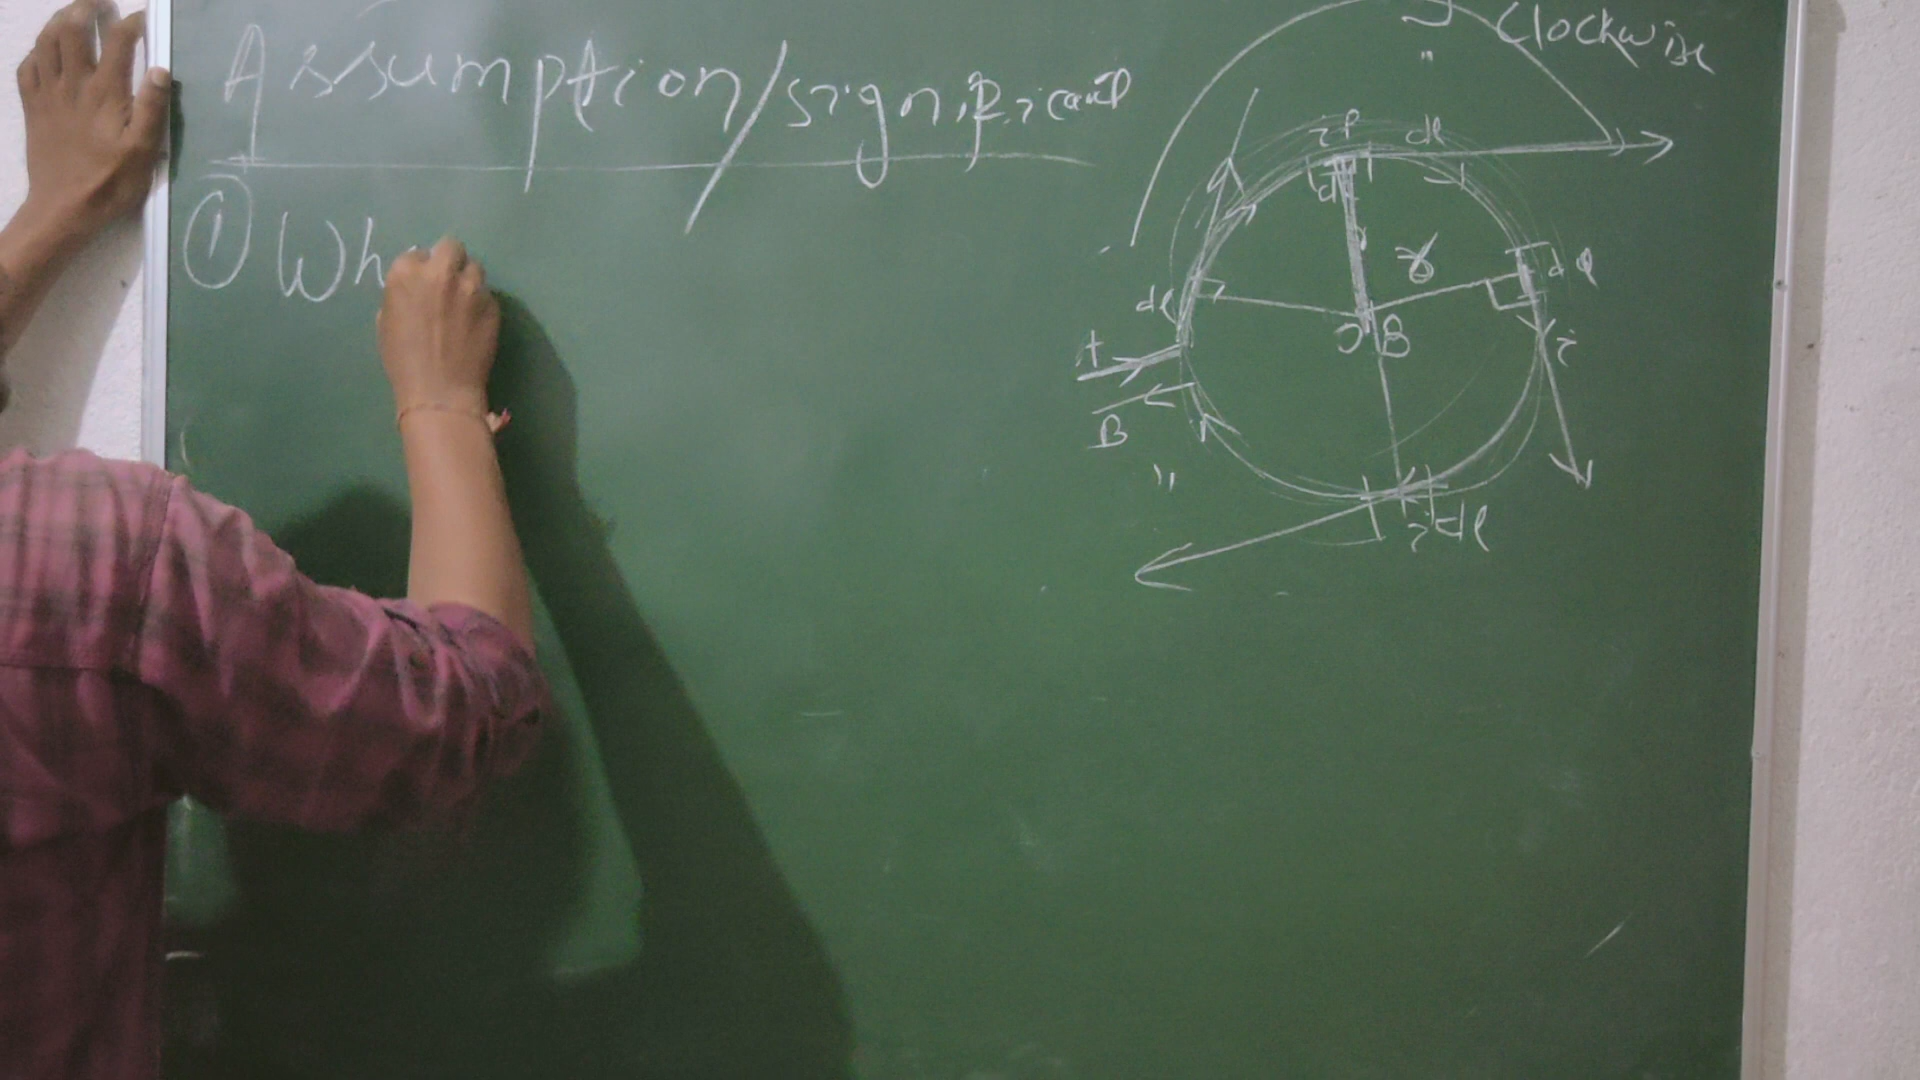 Assumption/significant
① Wh
Clockwise
dl
dl
r
dl
O
B
A
i
B
i dl